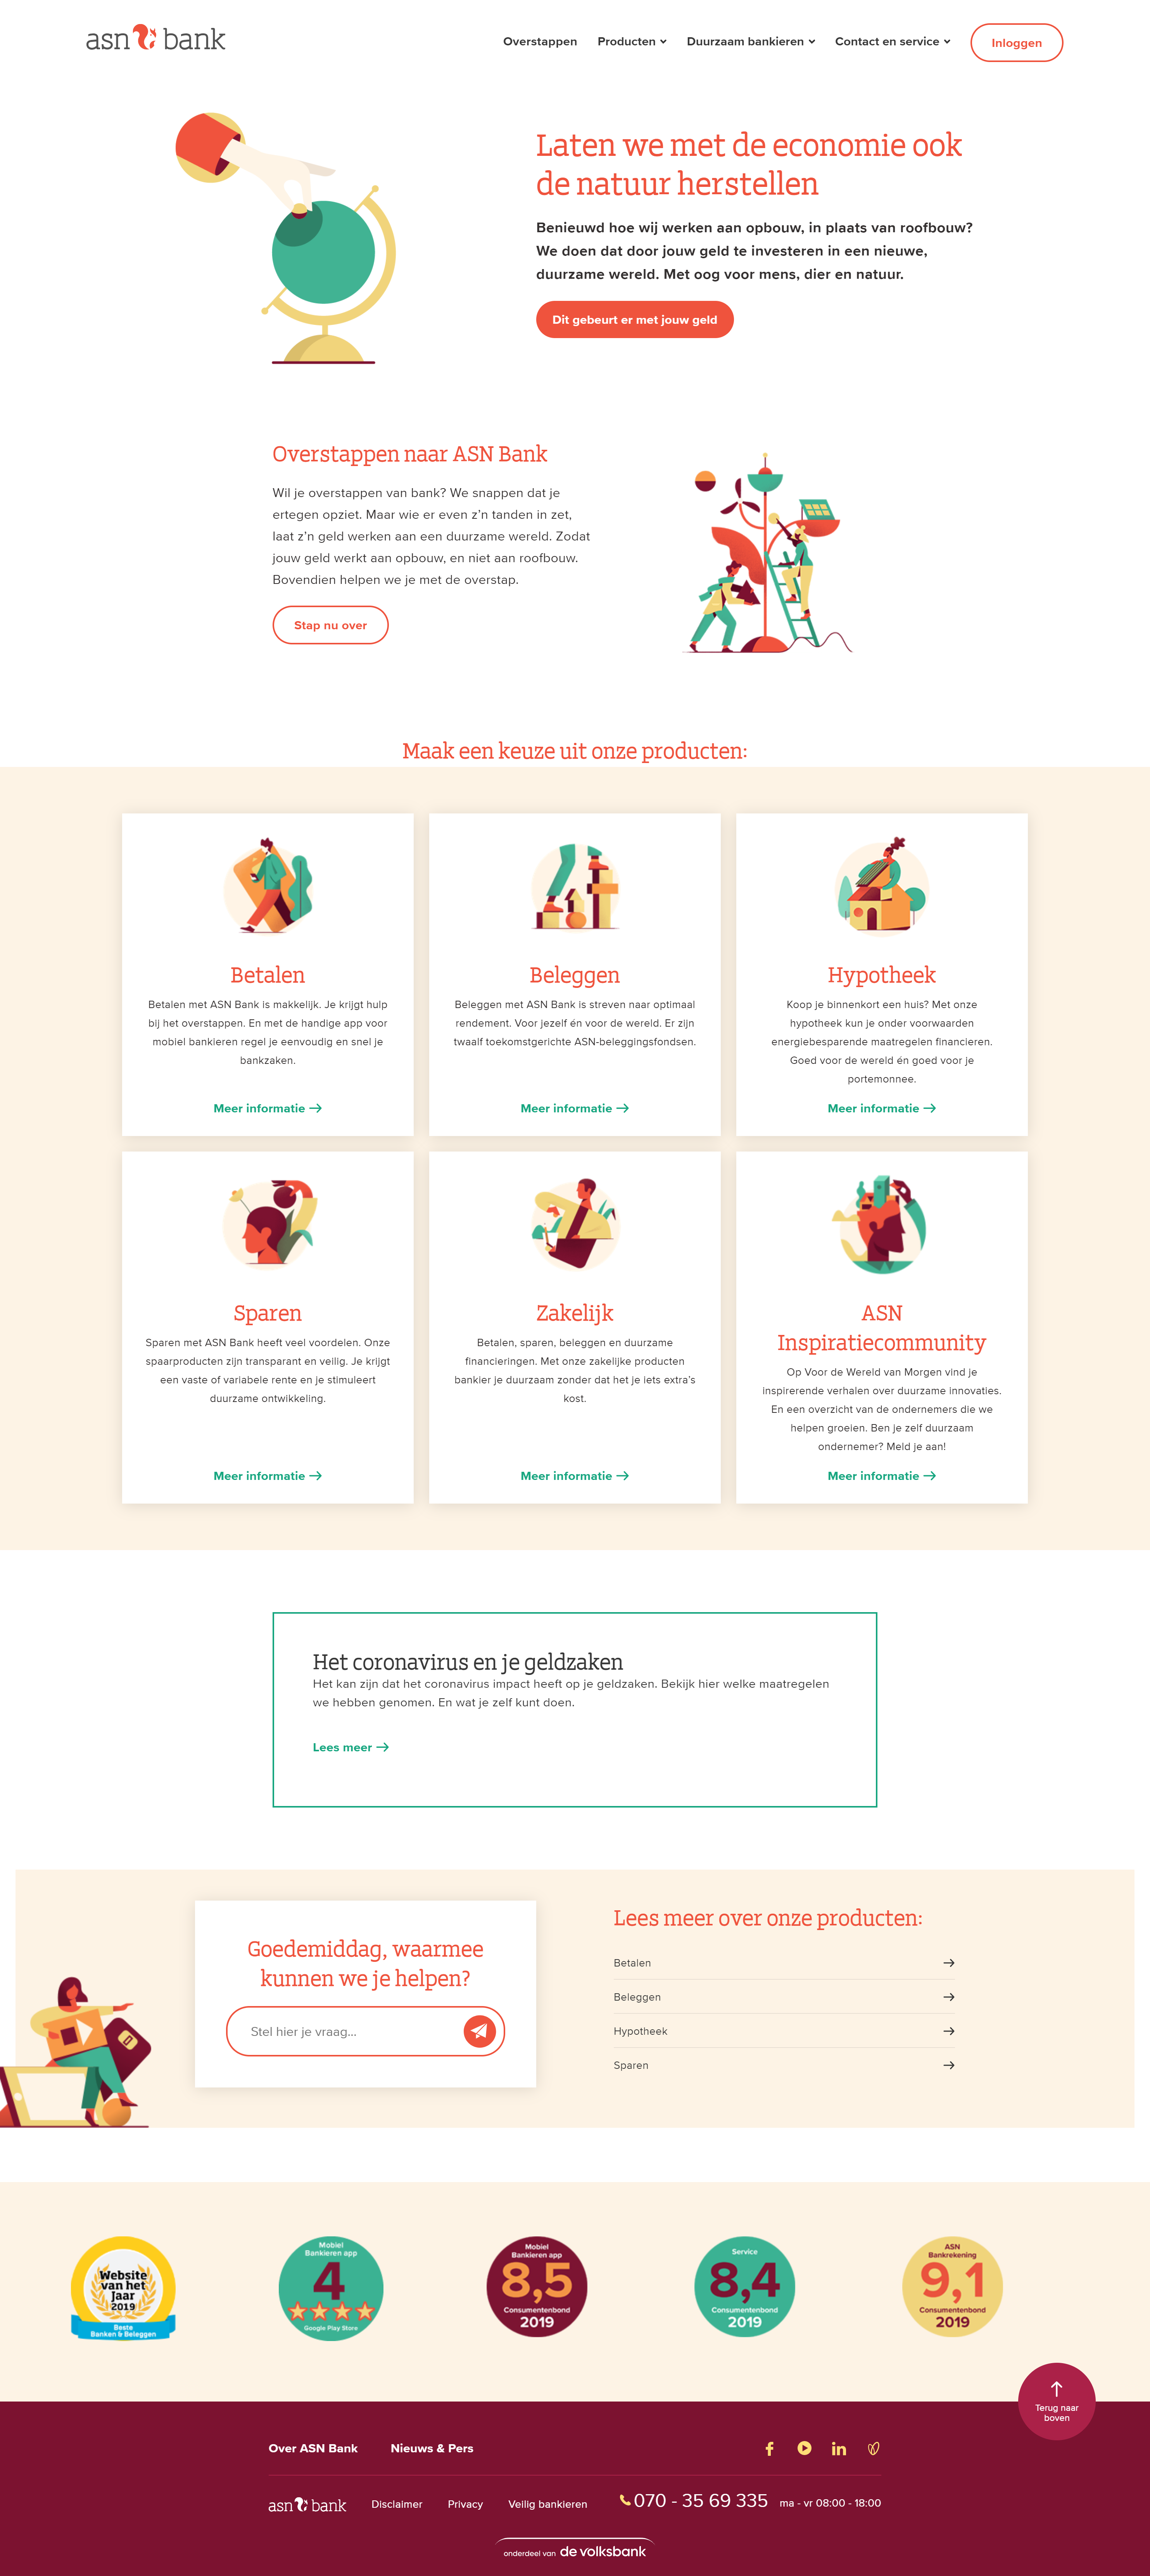 asn bank
Overstappen
Producten
Duurzaam bankieren
Contact en service
Inloggen
Laten we met de economie ook
de natuur herstellen
Benieuwd hoe wij werken aan opbouw, in plaats van roofbouw?
We doen dat door jouw geld te investeren in een nieuwe,
duurzame wereld. Met oog voor mens, dier en natuur.
Dit gebeurt er met jouw geld
Overstappen naar ASN Bank
Wil je overstappen van bank? We snappen dat je
ertegen opziet. Maar wie er even z’n tanden in zet,
laat z’n geld werken aan een duurzame wereld. Zodat
jouw geld werkt aan opbouw, en niet aan roofbouw.
Bovendien helpen we je met de overstap.
Stap nu over
Maak een keuze uit onze producten:
Betalen
Betalen met ASN Bank is makkelijk. Je krijgt hulp
bij het overstappen. En met de handige app voor
mobiel bankieren regel je eenvoudig en snel je
bankzaken.
Meer informatie
Beleggen
Beleggen met ASN Bank is streven naar optimaal
rendement. Voor jezelf én voor de wereld. Er zijn
twaalf toekomstgerichte ASN-beleggingsfondsen.
Meer informatie
Hypotheek
Koop je binnenkort een huis? Met onze
hypotheek kun je onder voorwaarden
energiebesparende maatregelen financieren.
Goed voor de wereld én goed voor je
portemonnee.
Meer informatie
Sparen
Sparen met ASN Bank heeft veel voordelen. Onze
spaarproducten zijn transparant en veilig. Je krijgt
een vaste of variabele rente en je stimuleert
duurzame ontwikkeling.
Meer informatie
Zakelijk
Betalen, sparen, beleggen en duurzame
financieringen. Met onze zakelijke producten
bankier je duurzaam zonder dat het je iets extra’s
kost.
Meer informatie
ASN
Inspiratiecommunity
Op Voor de Wereld van Morgen vind je
inspirerende verhalen over duurzame innovaties.
En een overzicht van de ondernemers die we
helpen groeien. Ben je zelf duurzaam
ondernemer? Meld je aan!
Meer informatie
Het coronavirus en je geldzaken
Het kan zijn dat het coronavirus impact heeft op je geldzaken. Bekijk hier welke maatregelen
we hebben genomen. En wat je zelf kunt doen.
Lees meer
Goedemiddag, waarmee
kunnen we je helpen?
Stel hier je vraag...
Lees meer over onze producten:
Betalen
Beleggen
Hypotheek
Sparen
Website
van het
Jaar
2019
Beste
Banken & Beleggen
Mobiel
Bankieren app
4
Google Play Store
Mobiel
Bankieren app
8,5
Consumentenbond
2019
Service
8,4
Consumentenbond
2019
ASN
Bankrekening
9,1
Consumentenbond
2019
Terug naar
boven
Over ASN Bank
Nieuws & Pers
asn bank
Disclaimer
Privacy
Veilig bankieren
070 - 35 69 335
ma - vr 08:00 - 18:00
onderdeel van de volksbank